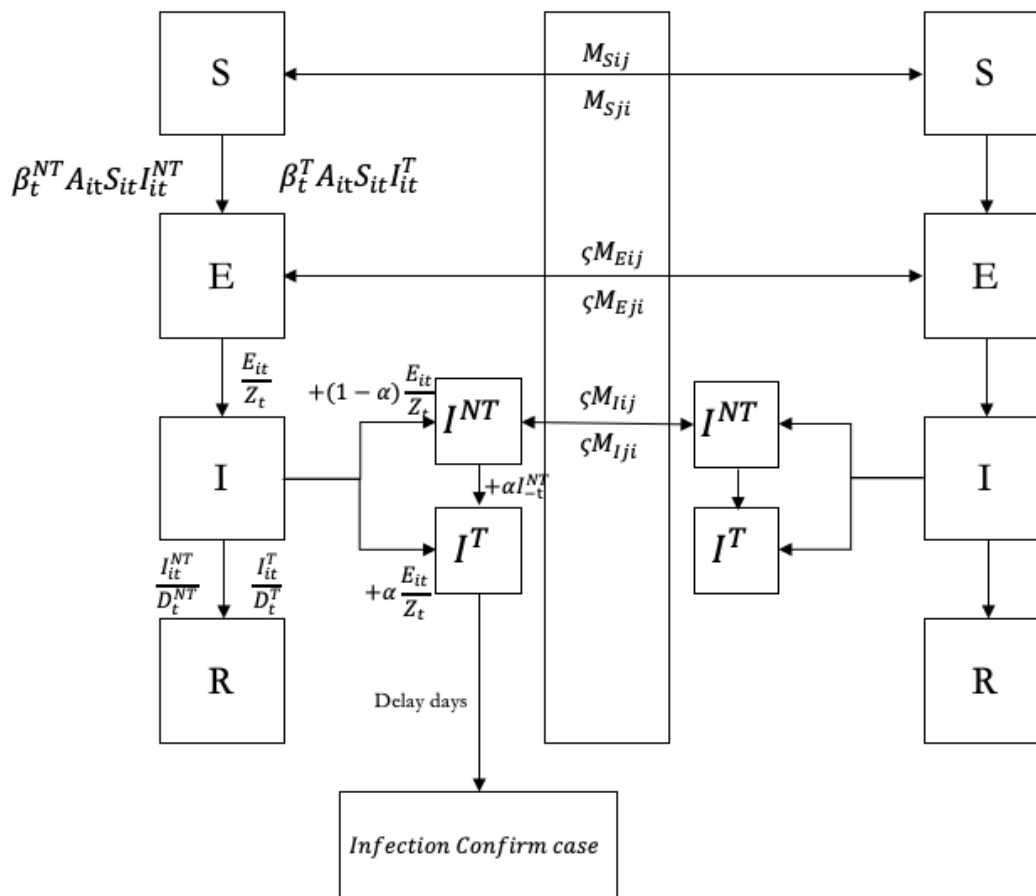 S
M_{Sij}
M_{Sji}
S
β_t^{NT} A_{it} S_{it} I_{it}^{NT}
β_t^T A_{it} S_{it} I_{it}^T
E
ςM_{Eij}
ςM_{Eji}
E
E_{it}/Z_t
+(1 − α) E_{it}/Z_t
I^{NT}
ςM_{Iij}
ςM_{Iji}
I^{NT}
I
+αI_{−t}^{NT}
I
I^T
I^T
I_{it}^{NT}/D_t^{NT}
I_{it}^T/D_t^T
+α E_{it}/Z_t
R
R
Delay days
Infection Confirm case